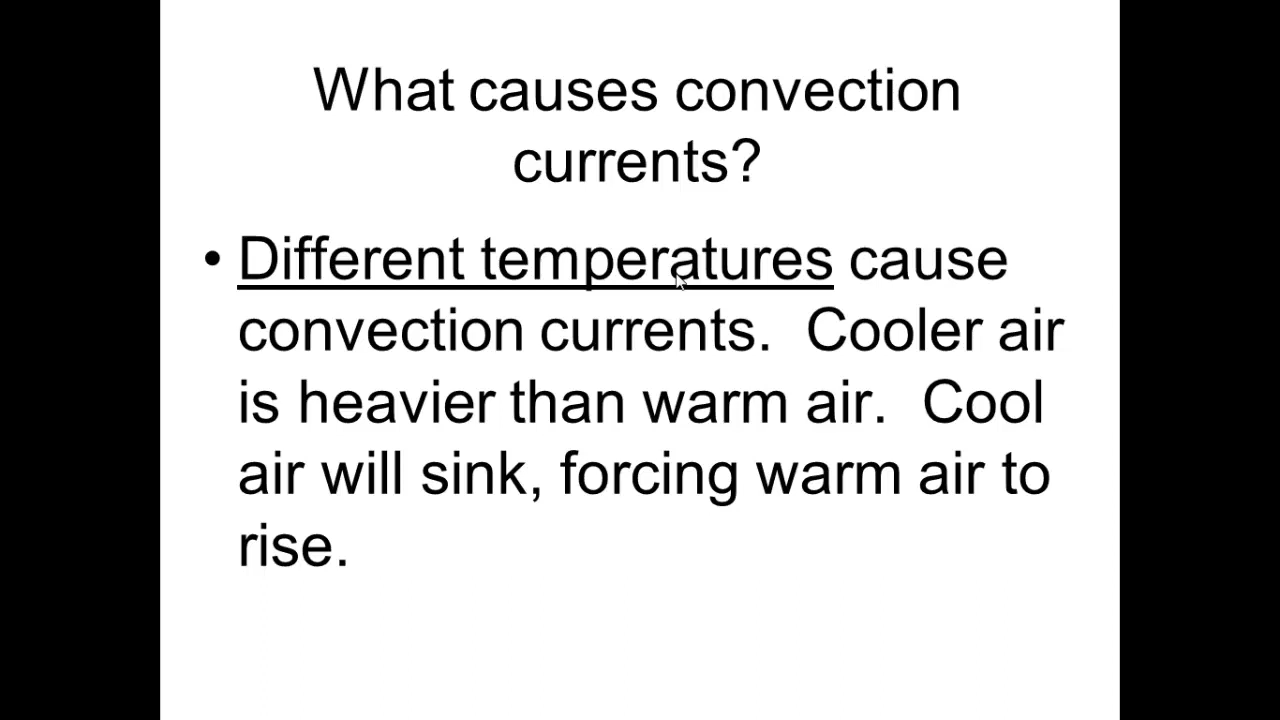 What causes convection
currents?
• Different temperatures cause
convection currents.  Cooler air
is heavier than warm air.  Cool
air will sink, forcing warm air to
rise.